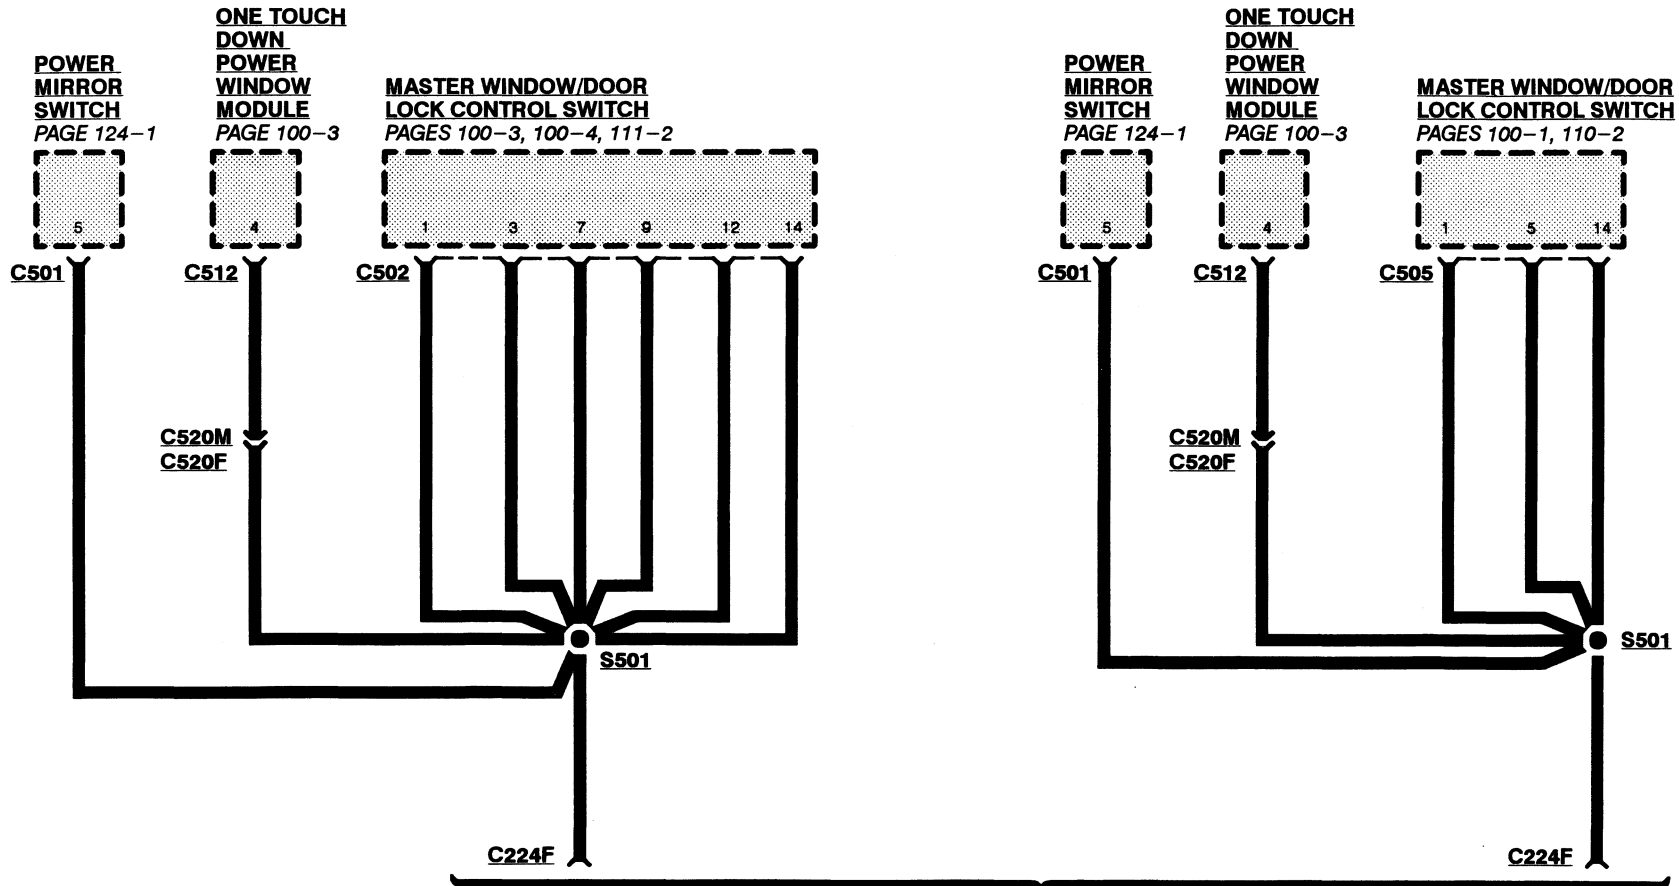 POWER
MIRROR
SWITCH
PAGE 124-1
ONE TOUCH
DOWN
POWER
WINDOW
MODULE
PAGE 100-3
MASTER WINDOW/DOOR
LOCK CONTROL SWITCH
PAGES 100-3, 100-4, 111-2
5
4
1 3 7 9 12 14
C501
C512
C502
C520M
C520F
S501
C224F
POWER
MIRROR
SWITCH
PAGE 124-1
ONE TOUCH
DOWN
POWER
WINDOW
MODULE
PAGE 100-3
MASTER WINDOW/DOOR
LOCK CONTROL SWITCH
PAGES 100-1, 110-2
5
4
1 5 14
C501
C512
C505
C520M
C520F
S501
C224F